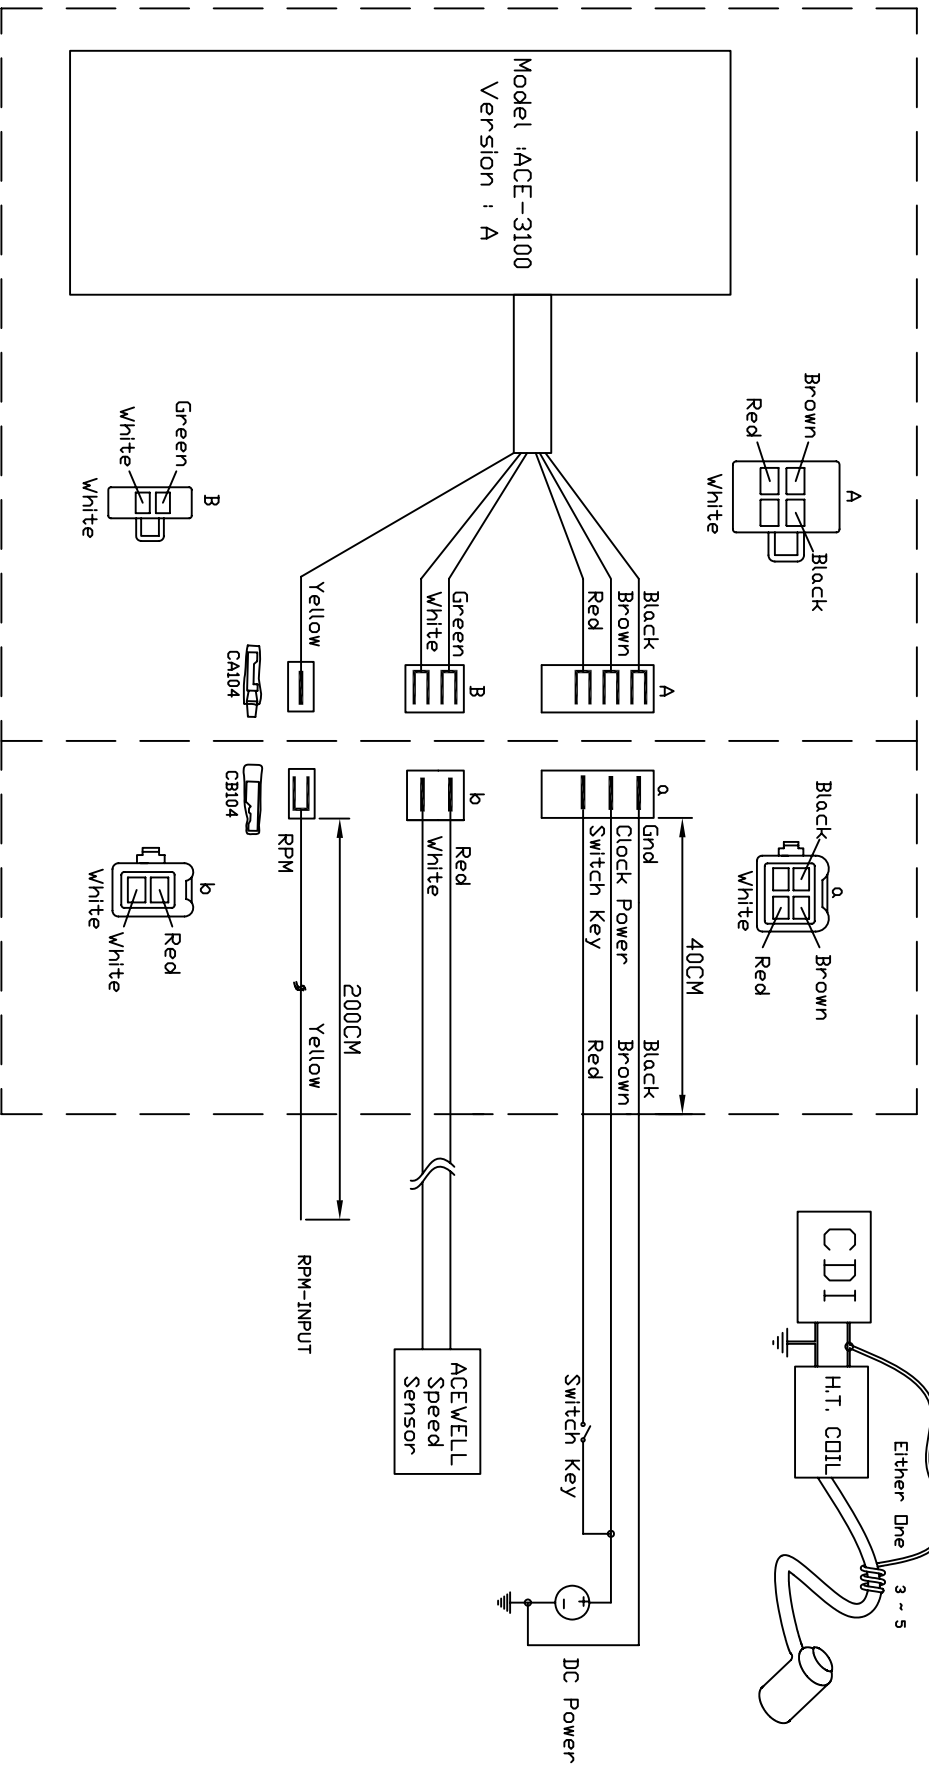 Model :ACE-3100
Version : A
CDI
H.T. COIL
Either One
3 ~ 5
A
Brown
Red
Black
White
a
Black
Brown
Red
White
40CM
A
Black
Brown
Red
a
Gnd
Clock Power
Switch Key
Black
Brown
Red
Switch Key
+
-
DC Power
B
Green
White
b
Red
White
ACEWELL
Speed
Sensor
200CM
Yellow
RPM
Yellow
RPM-INPUT
CA104
CB104
B
Green
White
White
b
Red
White
White